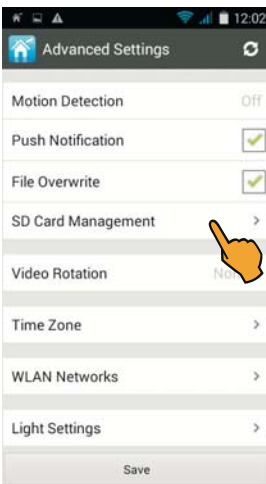 12:02
Advanced Settings
Motion Detection Off
Push Notification
File Overwrite
SD Card Management
Video Rotation
Time Zone
WLAN Networks
Light Settings
Save